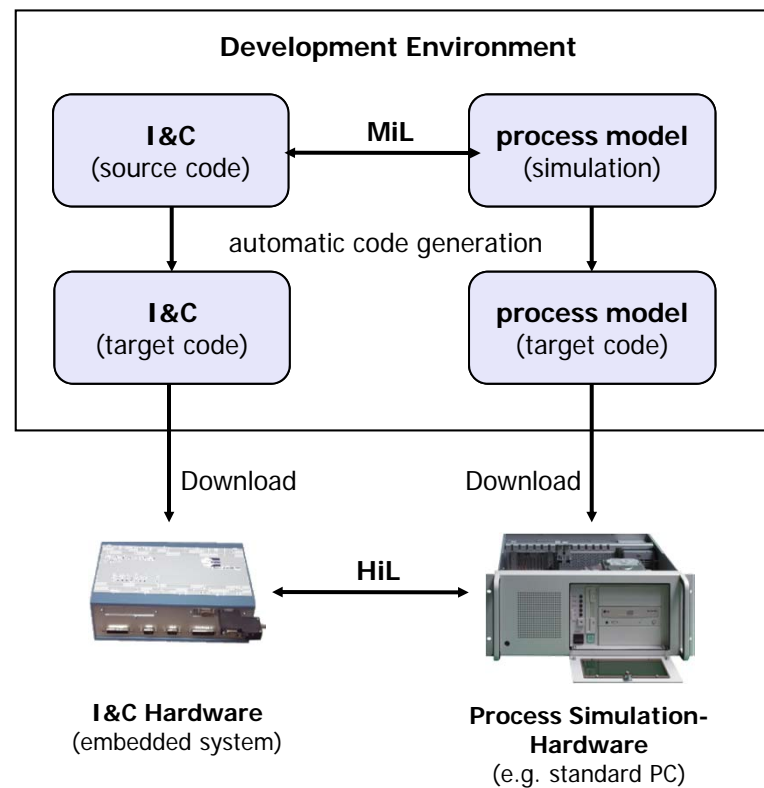 Development Environment
I&C
(source code)
MiL
process model
(simulation)
automatic code generation
I&C
(target code)
process model
(target code)
Download
Download
HiL
I&C Hardware
(embedded system)
Process Simulation-
Hardware
(e.g. standard PC)